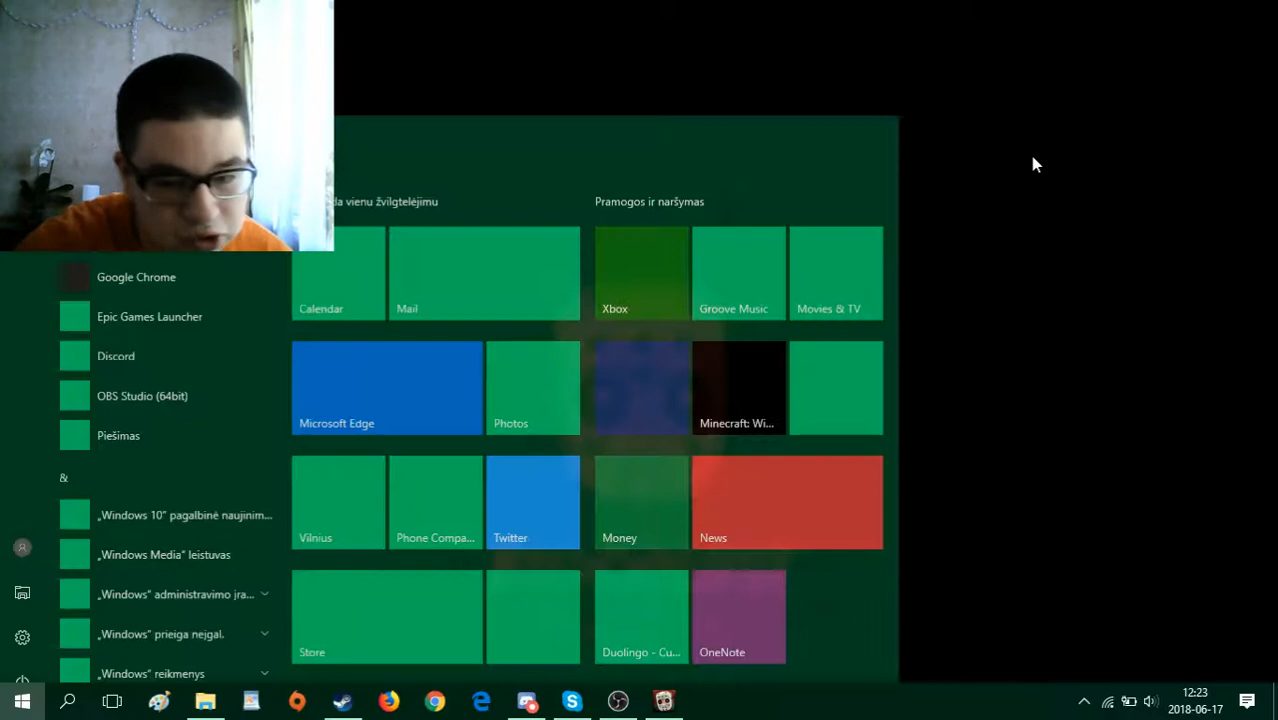 da vienu žvilgtelėjimu
Pramogos ir naršymas
Google Chrome
Epic Games Launcher
Discord
OBS Studio (64bit)
Piešimas
&
„Windows 10“ pagalbinė naujinim...
„Windows Media“ leistuvas
„Windows“ administravimo įra...
„Windows“ prieiga neįgal.
„Windows“ reikmenys
Calendar
Mail
Xbox
Groove Music
Movies & TV
Microsoft Edge
Photos
Minecraft: Wi...
Vilnius
Phone Compa...
Twitter
Money
News
Store
Duolingo - Cu...
OneNote
12:23
2018-06-17